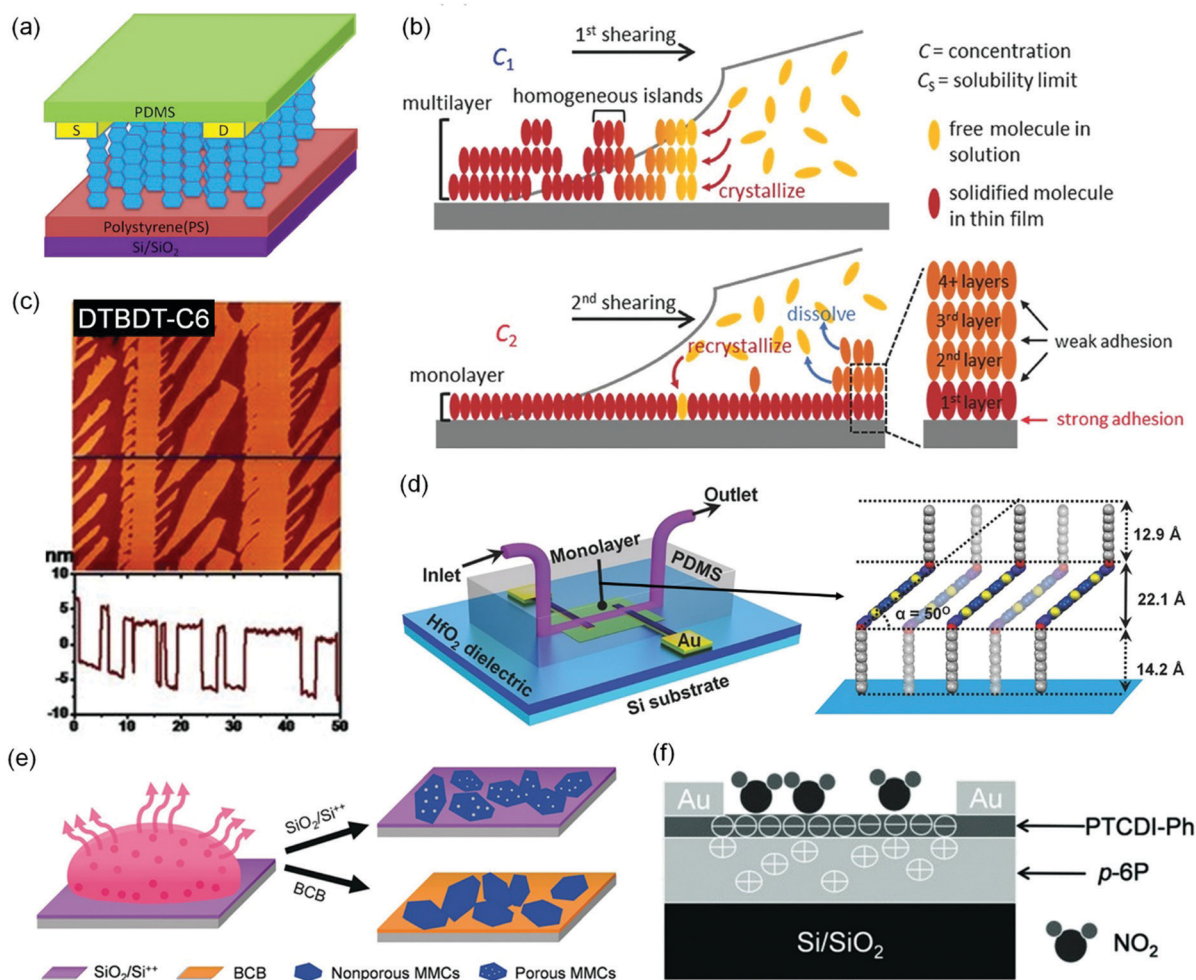 (a)
PDMS
S
D
Polystyrene(PS)
Si/SiO₂
(b)
C₁
1ˢᵗ shearing
multilayer
homogeneous islands
crystallize
C = concentration
Cₛ = solubility limit
free molecule in
solution
solidified molecule
in thin film
C₂
2ⁿᵈ shearing
dissolve
recrystallize
monolayer
4+ layers
3ʳᵈ layer
2ⁿᵈ layer
1ˢᵗ layer
weak adhesion
strong adhesion
(c)
DTBDT-C6
nm
10
5
0
-5
-10
0
10
20
30
40
50
(d)
Outlet
Inlet
Monolayer
PDMS
HfO₂ dielectric
Au
Si substrate
α = 50⁰
12.9 Å
22.1 Å
14.2 Å
(e)
SiO₂/Si⁺⁺
BCB
SiO₂/Si⁺⁺
BCB
Nonporous MMCs
Porous MMCs
(f)
Au
Au
PTCDI-Ph
p-6P
Si/SiO₂
NO₂